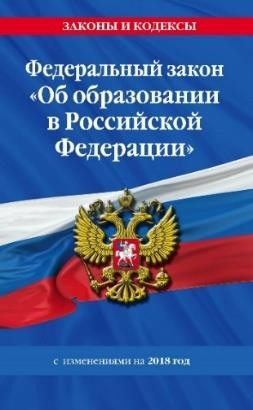 ЗАКОНЫ И КОДЕКСЫ
Федеральный закон
«Об образовании
в Российской
Федерации»
с изменениями на 2018 год